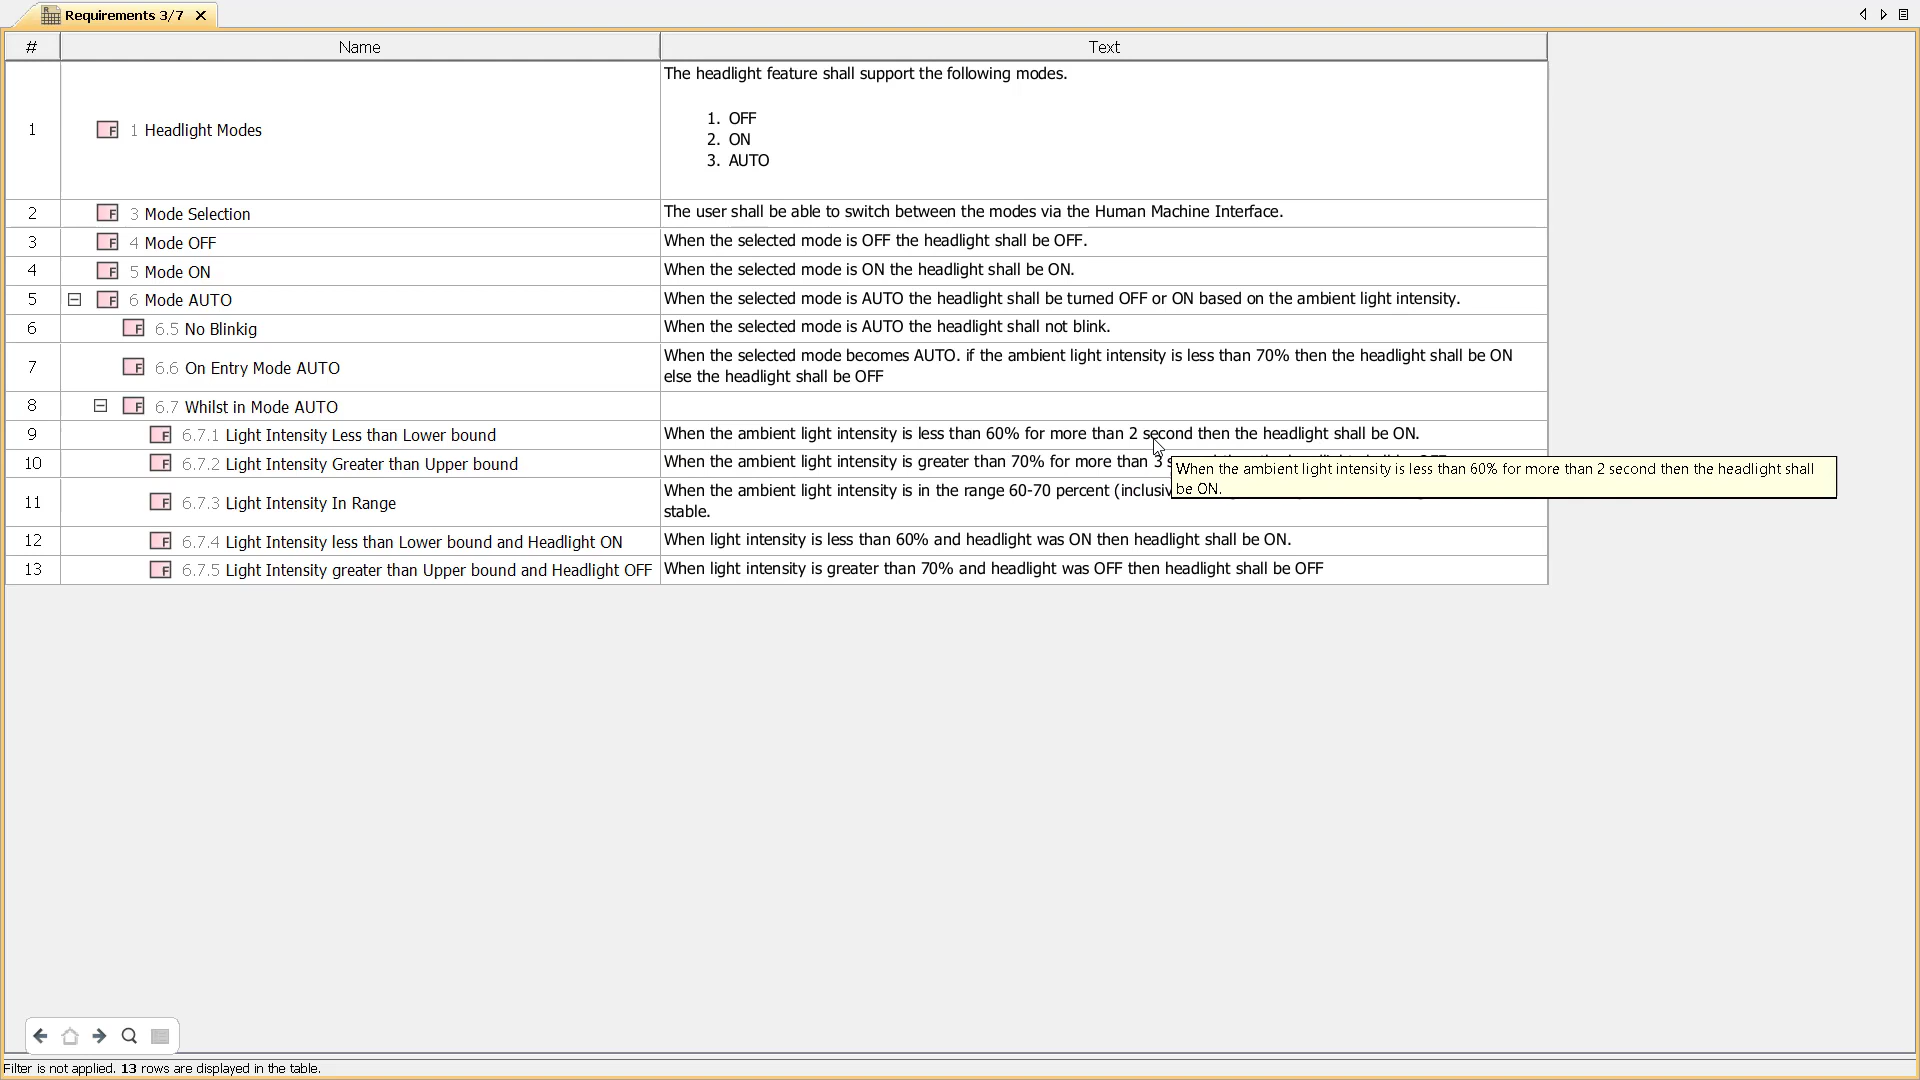 Requirements 3/7
# Name Text
The headlight feature shall support the following modes.
1. OFF
2. ON
3. AUTO
1 1 Headlight Modes
2 3 Mode Selection The user shall be able to switch between the modes via the Human Machine Interface.
3 4 Mode OFF When the selected mode is OFF the headlight shall be OFF.
4 5 Mode ON When the selected mode is ON the headlight shall be ON.
5 6 Mode AUTO When the selected mode is AUTO the headlight shall be turned OFF or ON based on the ambient light intensity.
6 6.5 No Blinkig When the selected mode is AUTO the headlight shall not blink.
7 6.6 On Entry Mode AUTO When the selected mode becomes AUTO. if the ambient light intensity is less than 70% then the headlight shall be ON
else the headlight shall be OFF
8 6.7 Whilst in Mode AUTO
9 6.7.1 Light Intensity Less than Lower bound When the ambient light intensity is less than 60% for more than 2 second then the headlight shall be ON.
10 6.7.2 Light Intensity Greater than Upper bound When the ambient light intensity is greater than 70% for more than 3
When the ambient light intensity is less than 60% for more than 2 second then the headlight shall
be ON.
11 6.7.3 Light Intensity In Range When the ambient light intensity is in the range 60-70 percent
stable.
12 6.7.4 Light Intensity less than Lower bound and Headlight ON When light intensity is less than 60% and headlight was ON then headlight shall be ON.
13 6.7.5 Light Intensity greater than Upper bound and Headlight OFF When light intensity is greater than 70% and headlight was OFF then headlight shall be OFF
Filter is not applied. 13 rows are displayed in the table.